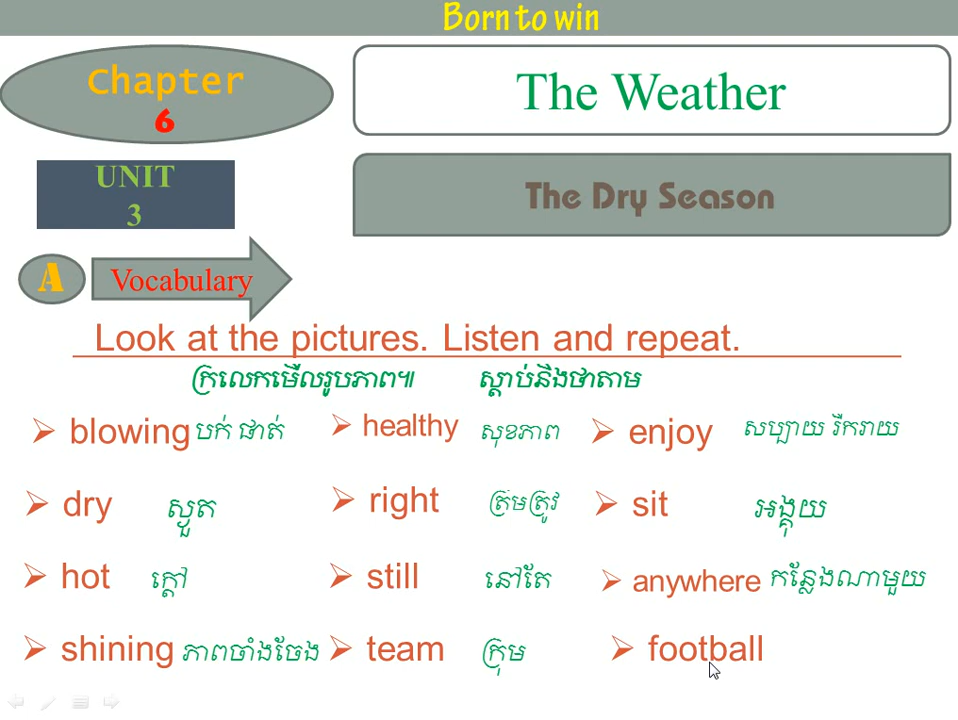 Born to win
Chapter
6
The Weather
UNIT
3
The Dry Season
A
Vocabulary
Look at the pictures. Listen and repeat.
ក្រលេកមើលរូបភាព៕ ស្តាប់និងថាតាម
blowing បក់ ផាត់
healthy សុខភាព
enjoy សប្បាយ រីករាយ
dry ស្ងួត
right ត្រឹមត្រូវ
sit អង្គុយ
hot ក្តៅ
still នៅតែ
anywhere កន្លែងណាមួយ
shining ភាពចាំងចែង
team ក្រុម
football